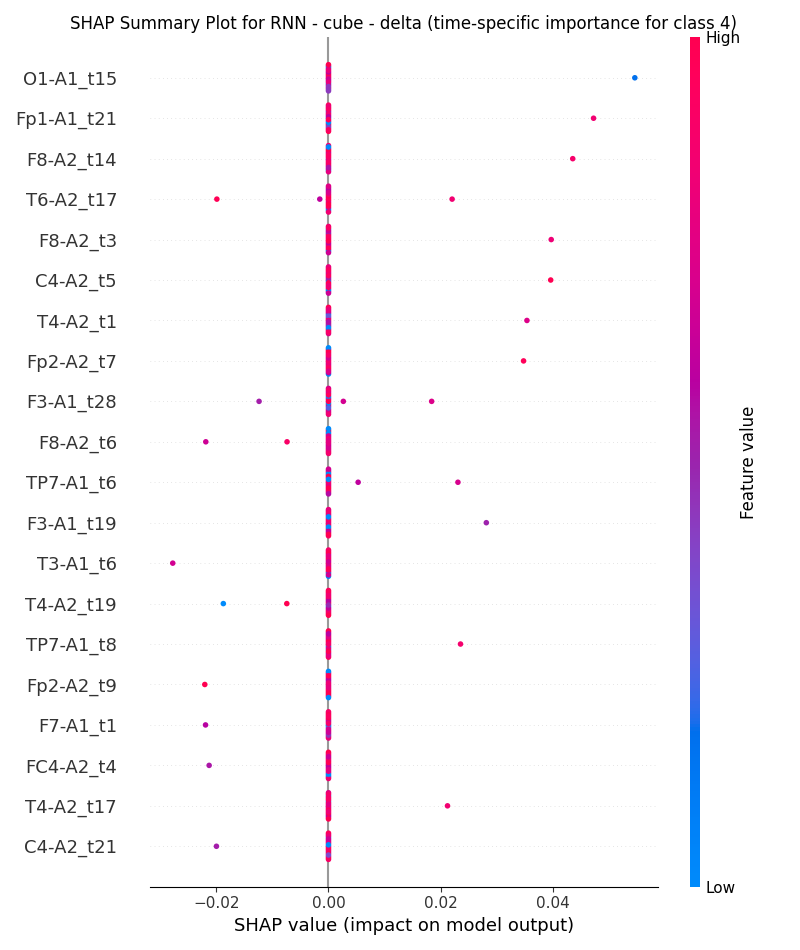 SHAP Summary Plot for RNN - cube - delta (time-specific importance for class 4)
High
O1-A1_t15
Fp1-A1_t21
F8-A2_t14
T6-A2_t17
F8-A2_t3
C4-A2_t5
T4-A2_t1
Fp2-A2_t7
F3-A1_t28
F8-A2_t6
TP7-A1_t6
F3-A1_t19
T3-A1_t6
T4-A2_t19
TP7-A1_t8
Fp2-A2_t9
F7-A1_t1
FC4-A2_t4
T4-A2_t17
C4-A2_t21
Feature value
Low
−0.02 0.00 0.02 0.04
SHAP value (impact on model output)